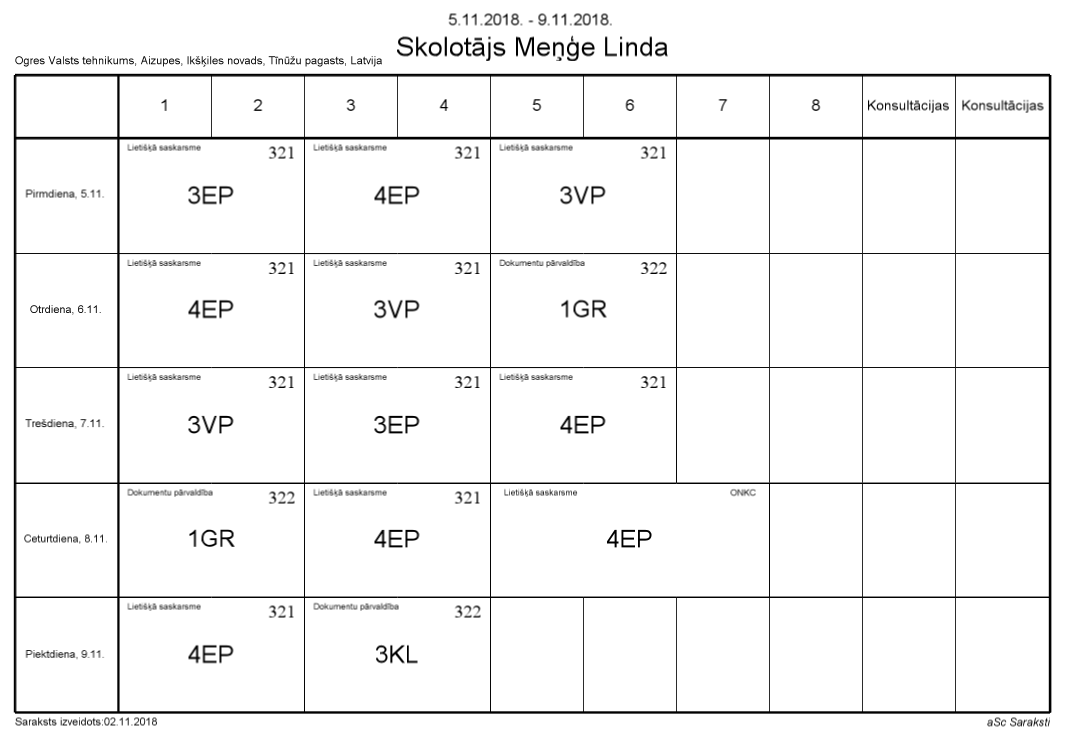 5.11.2018. - 9.11.2018.
Skolotājs Meņģe Linda
Ogres Valsts tehnikums, Aizupes, Ikšķiles novads, Tīnūžu pagasts, Latvija
1 2 3 4 5 6 7 8 Konsultācijas Konsultācijas
Lietišķā saskarsme 321 Lietišķā saskarsme 321 Lietišķā saskarsme 321
Pirmdiena, 5.11. 3EP 4EP 3VP
Lietišķā saskarsme 321 Lietišķā saskarsme 321 Dokumentu pārvaldība 322
Otrdiena, 6.11. 4EP 3VP 1GR
Lietišķā saskarsme 321 Lietišķā saskarsme 321 Lietišķā saskarsme 321
Trešdiena, 7.11. 3VP 3EP 4EP
Dokumentu pārvaldība 322 Lietišķā saskarsme 321 Lietišķā saskarsme ONKC
Ceturtdiena, 8.11. 1GR 4EP 4EP
Lietišķā saskarsme 321 Dokumentu pārvaldība 322
Piektdiena, 9.11. 4EP 3KL
Saraksts izveidots:02.11.2018 aSc Saraksti